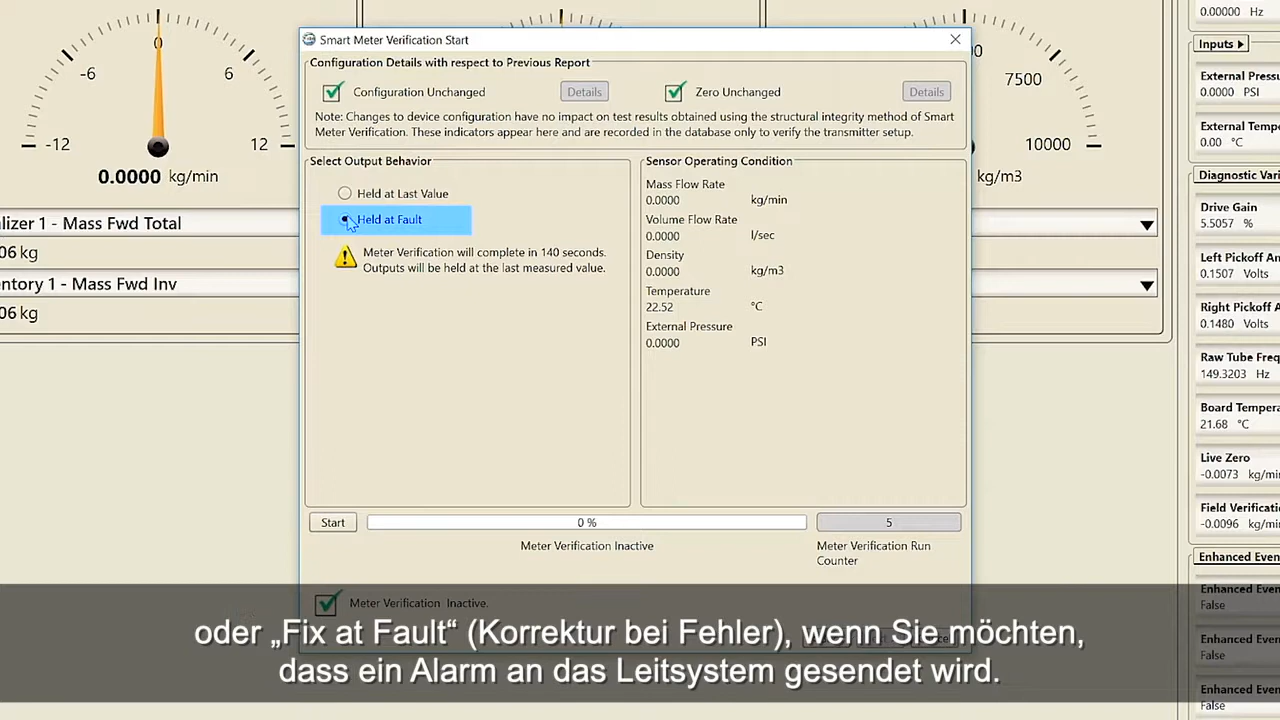 0
-6
6
-12
12
0.0000 kg/min
alizer 1 - Mass Fwd Total
06 kg
entory 1 - Mass Fwd Inv
06 kg
Smart Meter Verification Start
Configuration Details with respect to Previous Report
Configuration Unchanged
Details
Zero Unchanged
Details
Note: Changes to device configuration have no impact on test results obtained using the structural integrity method of Smart
Meter Verification. These indicators appear here and are recorded in the database only to verify the transmitter setup.
Select Output Behavior
Held at Last Value
Held at Fault
Meter Verification will complete in 140 seconds.
Outputs will be held at the last measured value.
Sensor Operating Condition
Mass Flow Rate
0.0000 kg/min
Volume Flow Rate
0.0000 l/sec
Density
0.0000 kg/m3
Temperature
22.52 °C
External Pressure
0.0000 PSI
Start
0 %
5
Meter Verification Inactive
Meter Verification Run
Counter
Meter Verification Inactive.
7500
10000
kg/m3
0.00000 Hz
Inputs
External Pressure
0.0000 PSI
External Tempe
0.00 °C
Diagnostic Vari
Drive Gain
5.5057 %
Left Pickoff An
0.1507 Volts
Right Pickoff A
0.1480 Volts
Raw Tube Freq
149.3203 Hz
Board Tempera
21.68 °C
Live Zero
-0.0073 kg/min
Field Verificatio
-0.0096 kg/min
Enhanced Even
Enhanced Even
False
Enhanced Even
False
Enhanced Even
False
oder „Fix at Fault“ (Korrektur bei Fehler), wenn Sie möchten,
dass ein Alarm an das Leitsystem gesendet wird.